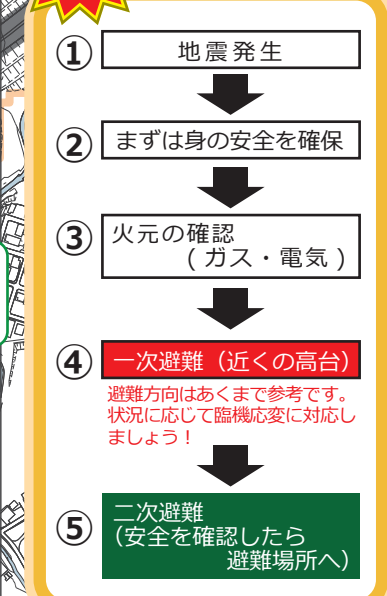 ① 地震発生
② まずは身の安全を確保
③ 火元の確認
(ガス・電気)
④ 一次避難（近くの高台）
避難方向はあくまで参考です。
状況に応じて臨機応変に対応し
ましょう！
⑤ 二次避難
（安全を確認したら
避難場所へ）